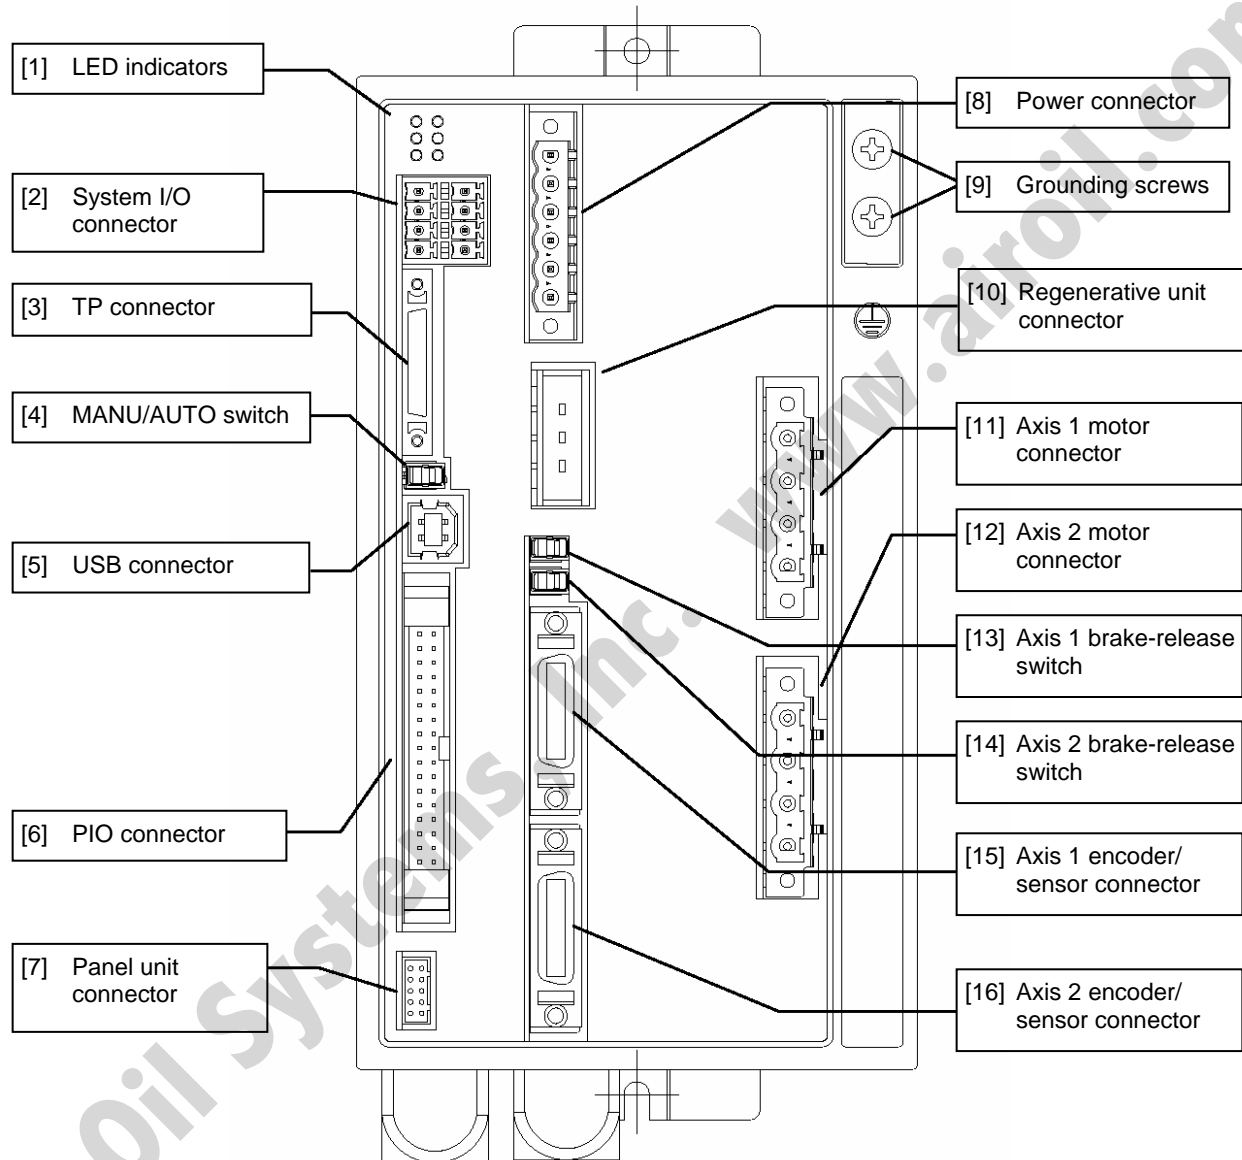 [1] LED indicators
[2] System I/O
connector
[3] TP connector
[4] MANU/AUTO switch
[5] USB connector
[6] PIO connector
[7] Panel unit
connector
[8] Power connector
[9] Grounding screws
[10] Regenerative unit
connector
[11] Axis 1 motor
connector
[12] Axis 2 motor
connector
[13] Axis 1 brake-release
switch
[14] Axis 2 brake-release
switch
[15] Axis 1 encoder/
sensor connector
[16] Axis 2 encoder/
sensor connector
Oil Systems, Inc. www.airoil.com